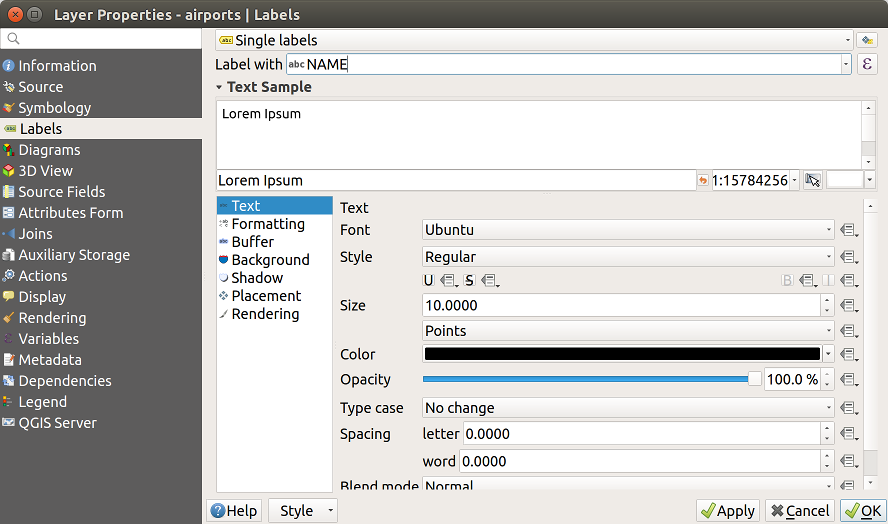 Layer Properties - airports | Labels
Information
Source
Symbology
Labels
Diagrams
3D View
Source Fields
Attributes Form
Joins
Auxiliary Storage
Actions
Display
Rendering
Variables
Metadata
Dependencies
Legend
QGIS Server
abc Single labels
Label with abc NAME ε
Text Sample
Lorem Ipsum
Lorem Ipsum 1:15784256
Text
Formatting
Buffer
Background
Shadow
Placement
Rendering
Text
Font Ubuntu
Style Regular
U S B I
Size 10.0000
Points
Color
Opacity 100.0 %
Type case No change
Spacing letter 0.0000
word 0.0000
Blend mode Normal
Help Style Apply Cancel OK